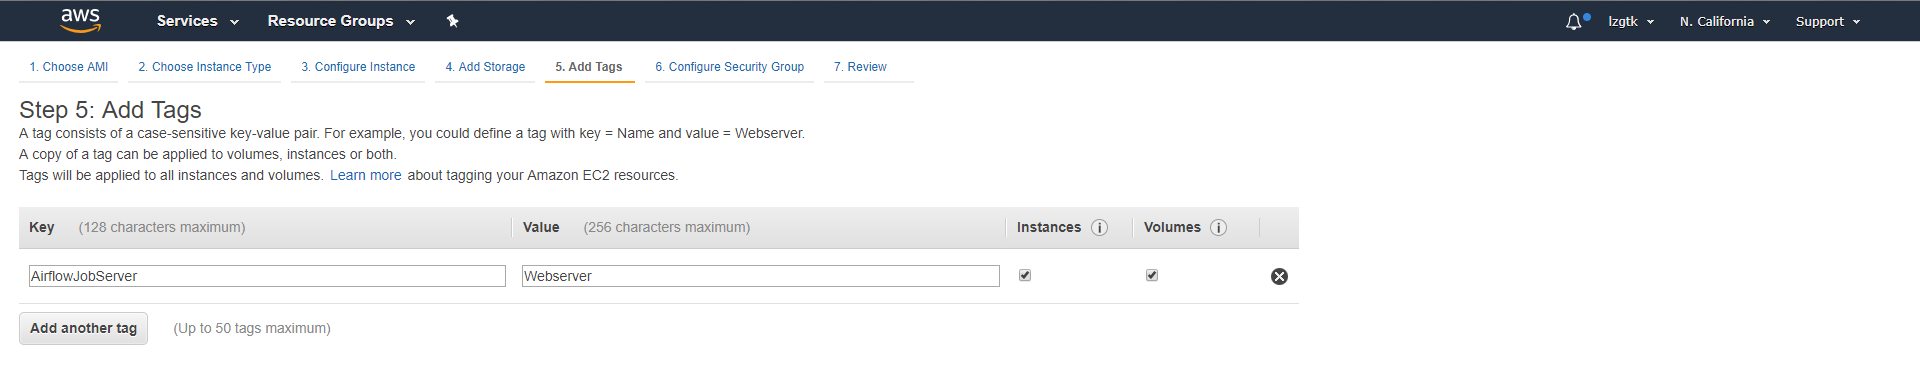 aws Services Resource Groups lzgtk N. California Support
1. Choose AMI 2. Choose Instance Type 3. Configure Instance 4. Add Storage 5. Add Tags 6. Configure Security Group 7. Review
Step 5: Add Tags
A tag consists of a case-sensitive key-value pair. For example, you could define a tag with key = Name and value = Webserver.
A copy of a tag can be applied to volumes, instances or both.
Tags will be applied to all instances and volumes. Learn more about tagging your Amazon EC2 resources.
Key (128 characters maximum) Value (256 characters maximum) Instances i Volumes i
AirflowJobServer Webserver
Add another tag (Up to 50 tags maximum)